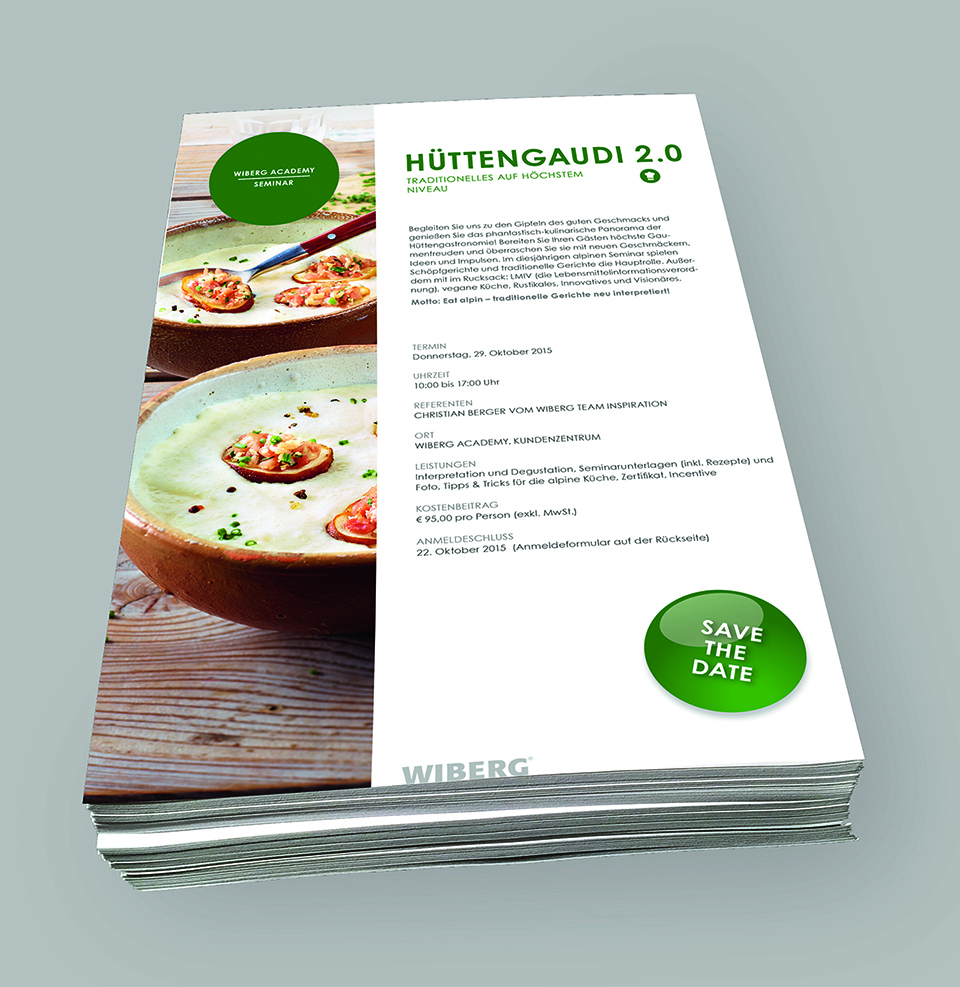 WIBERG ACADEMY
SEMINAR
HÜTTENGAUDI 2.0
TRADITIONELLES AUF HÖCHSTEM
NIVEAU
Begleiten Sie uns zu den Gipfeln des guten Geschmacks und
genießen Sie das phantastisch-kulinarische Panorama der
Hüttengastronomie! Bereiten Sie Ihren Gästen höchste Gau-
menfreuden und überraschen Sie sie mit neuen Geschmäckern,
Ideen und Impulsen. Im diesjährigen alpinen Seminar spielen
Schöpfgerichte und traditionelle Gerichte die Hauptrolle. Außer-
dem mit im Rucksack: LMIV (die Lebensmittelinformationsverord-
nung), vegane Küche, Rustikales, Innovatives und Visionäres.
Motto: Eat alpin – traditionelle Gerichte neu interpretiert!
TERMIN
Donnerstag, 29. Oktober 2015
UHRZEIT
10:00 bis 17:00 Uhr
REFERENTEN
CHRISTIAN BERGER VOM WIBERG TEAM INSPIRATION
ORT
WIBERG ACADEMY, KUNDENZENTRUM
LEISTUNGEN
Interpretation und Degustation, Seminarunterlagen (inkl. Rezepte) und
Foto, Tipps & Tricks für die alpine Küche, Zertifikat, Incentive
KOSTENBEITRAG
€ 95,00 pro Person (exkl. MwSt.)
ANMELDESCHLUSS
22. Oktober 2015 (Anmeldeformular auf der Rückseite)
SAVE
THE
DATE
WIBERG®